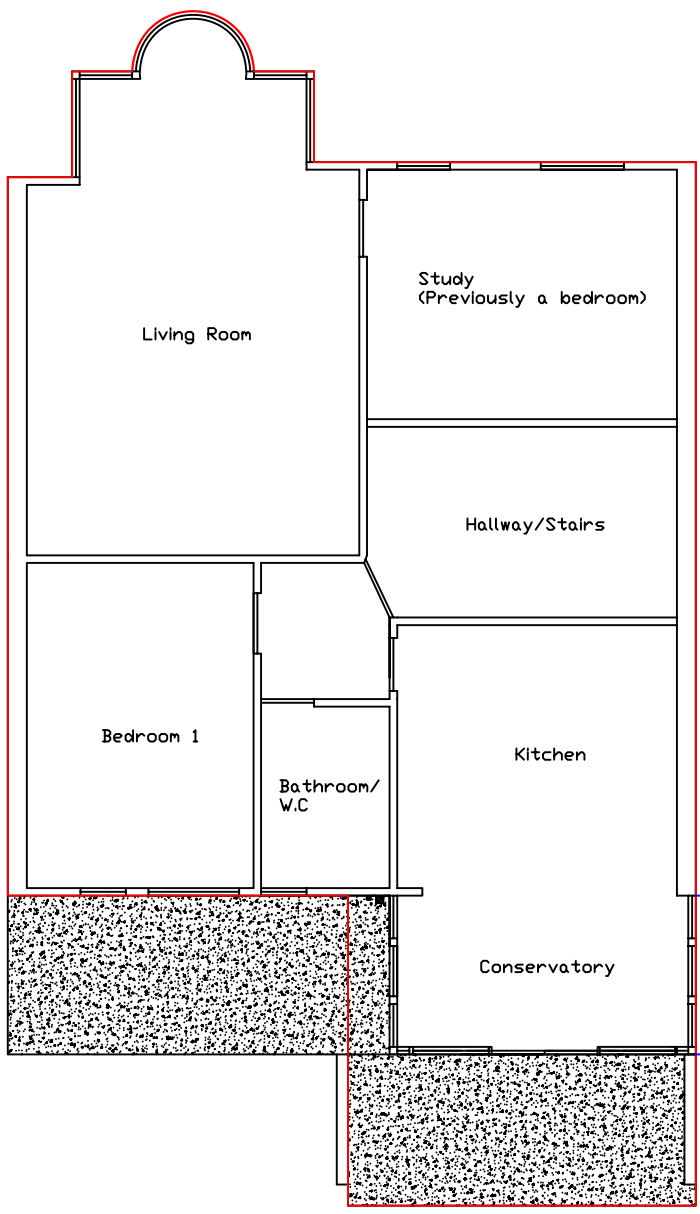 Study
(Previously a bedroom)
Living Room
Hallway/Stairs
Bedroom 1
Kitchen
Bathroom/
W.C
Conservatory